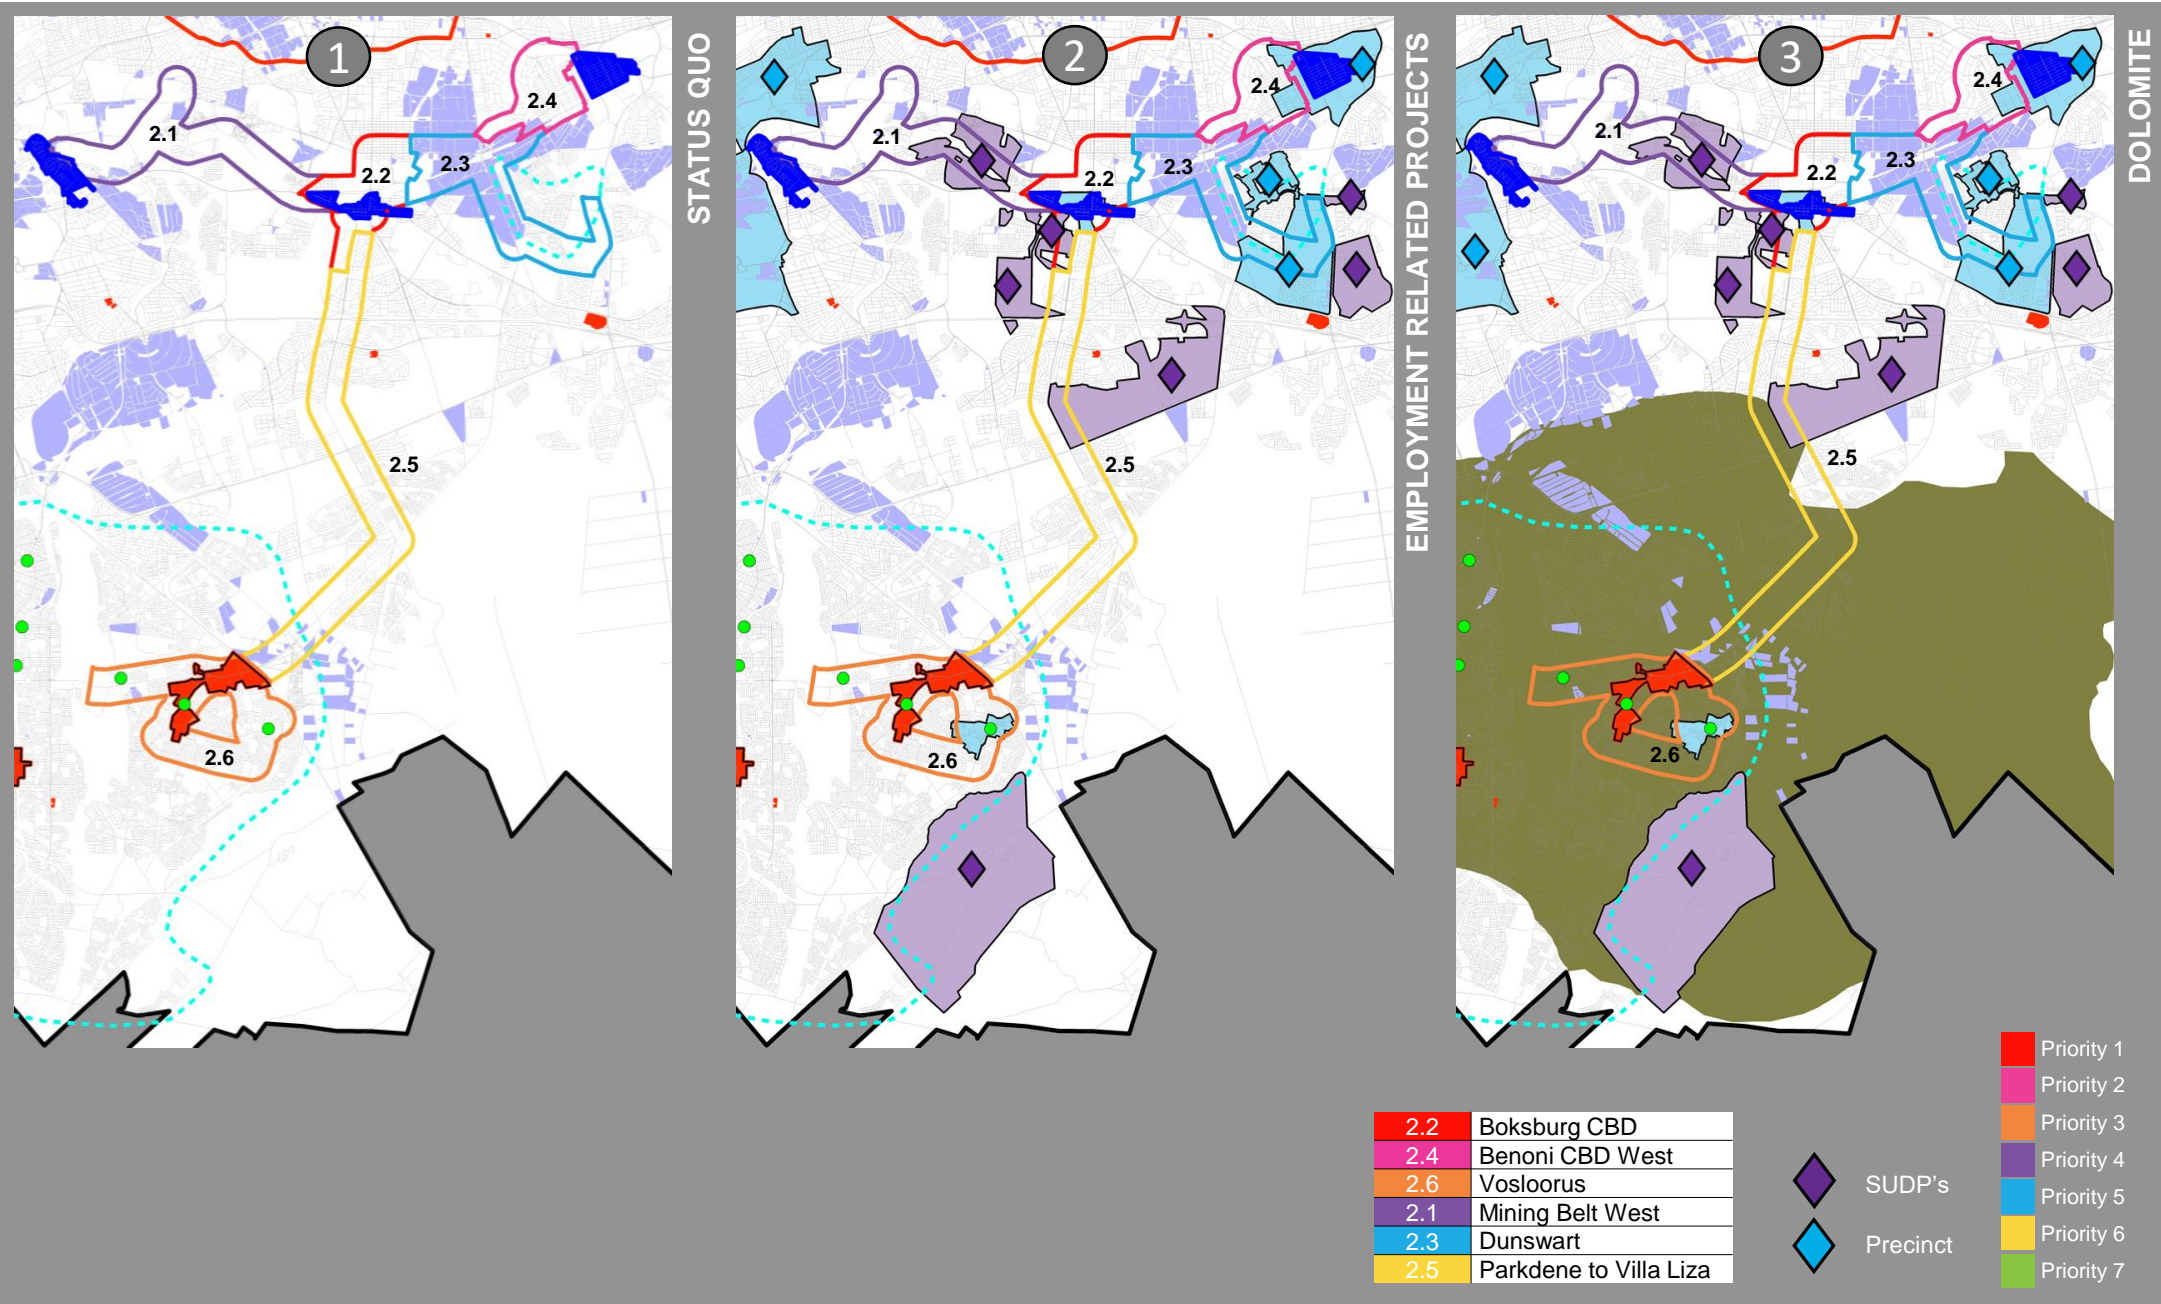 1
2.1
2.2
2.3
2.4
2.5
2.6
STATUS QUO
2
2.1
2.2
2.3
2.4
2.5
2.6
EMPLOYMENT RELATED PROJECTS
3
2.1
2.2
2.3
2.4
2.5
2.6
DOLOMITE
2.2 Boksburg CBD
2.4 Benoni CBD West
2.6 Vosloorus
2.1 Mining Belt West
2.3 Dunswart
2.5 Parkdene to Villa Liza
SUDP's
Precinct
Priority 1
Priority 2
Priority 3
Priority 4
Priority 5
Priority 6
Priority 7